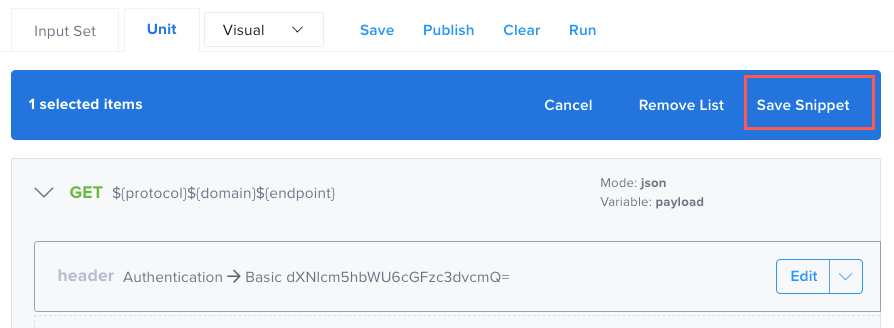 Input Set Unit Visual Save Publish Clear Run
1 selected items Cancel Remove List Save Snippet
GET ${protocol}${domain}${endpoint}
Mode: json
Variable: payload
header Authentication → Basic dXNlcm5hbWU6cGFzc3dvcmQ= Edit